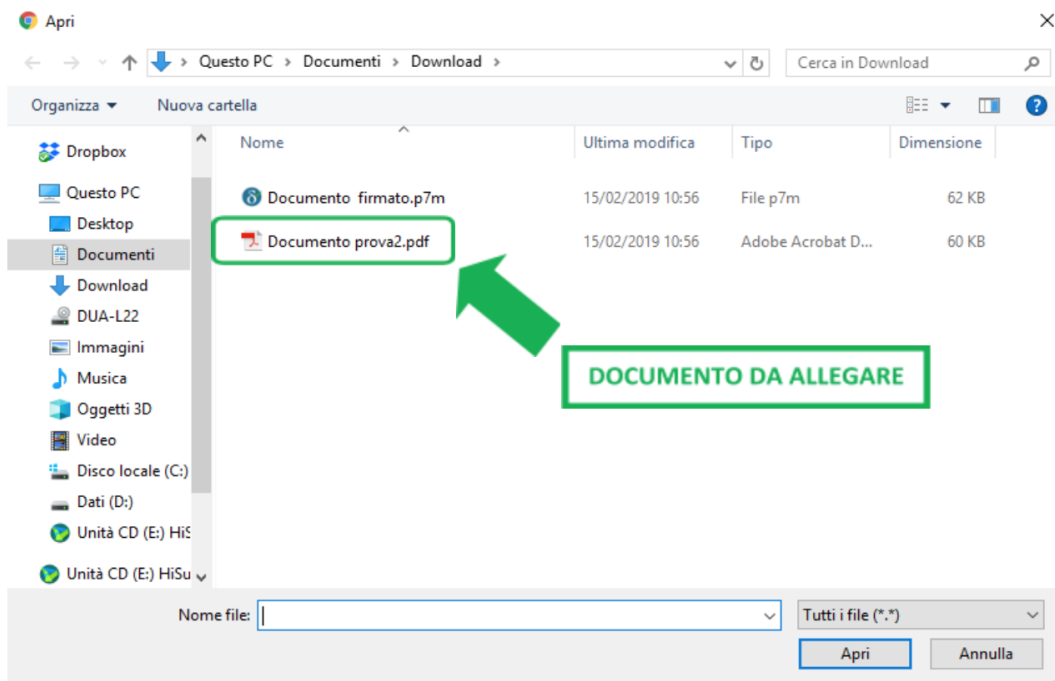 Apri
Questo PC > Documenti > Download >
Cerca in Download
Organizza
Nuova cartella
Nome
Ultima modifica
Tipo
Dimensione
Documento firmato.p7m
15/02/2019 10:56
File p7m
62 KB
Documento prova2.pdf
15/02/2019 10:56
Adobe Acrobat D...
60 KB
DOCUMENTO DA ALLEGARE
Dropbox
Questo PC
Desktop
Documenti
Download
DUA-L22
Immagini
Musica
Oggetti 3D
Video
Disco locale (C:)
Dati (D:)
Unità CD (E:) HiS
Unità CD (E:) HiSu
Nome file:
Tutti i file (*.*)
Apri
Annulla